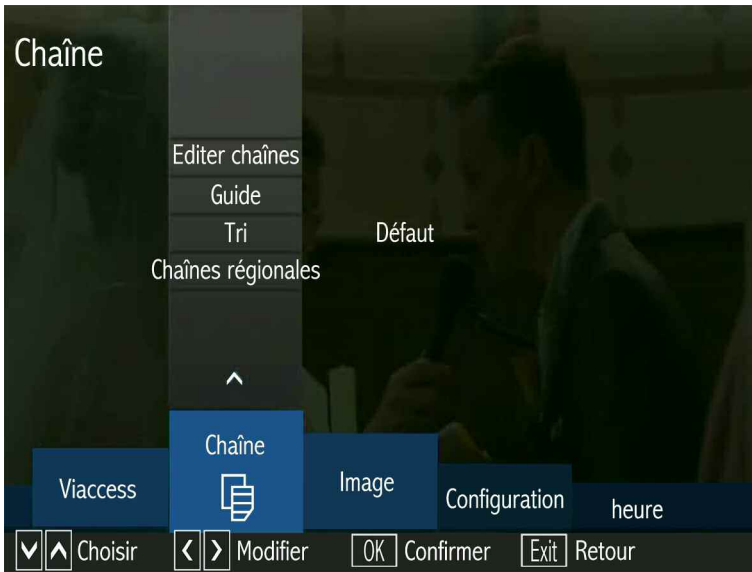 Chaîne
Editer chaînes
Guide
Tri Défaut
Chaînes régionales
Chaîne
Viaccess
Image
Configuration
heure
Choisir Modifier OK Confirmer Exit Retour